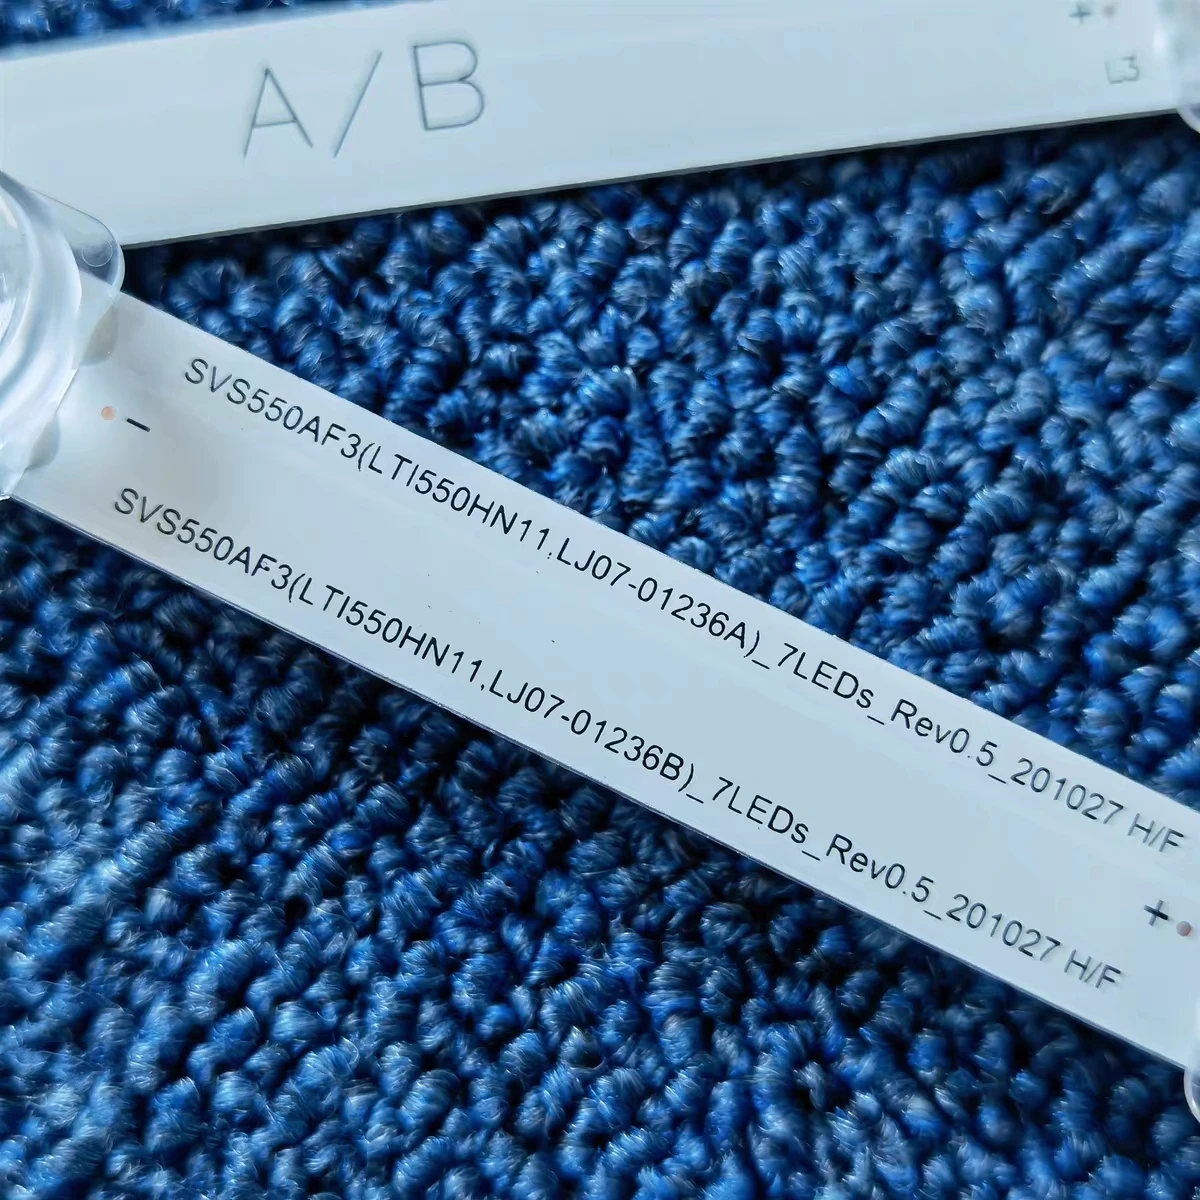 A/B
+
L3
SVS550AF3(LTI550HN11,LJ07-01236A)_7LEDs_Rev0.5_201027 H/F
-
SVS550AF3(LTI550HN11,LJ07-01236B)_7LEDs_Rev0.5_201027 H/F
+